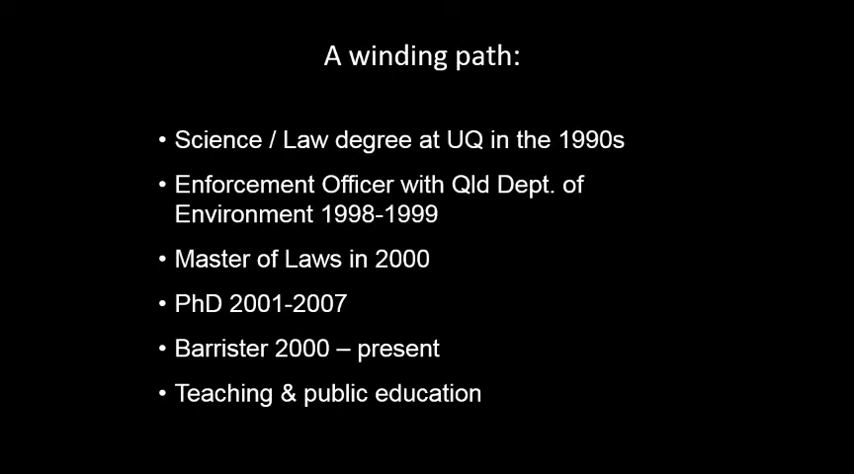 A winding path:
• Science / Law degree at UQ in the 1990s
• Enforcement Officer with Qld Dept. of
Environment 1998-1999
• Master of Laws in 2000
• PhD 2001-2007
• Barrister 2000 – present
• Teaching & public education